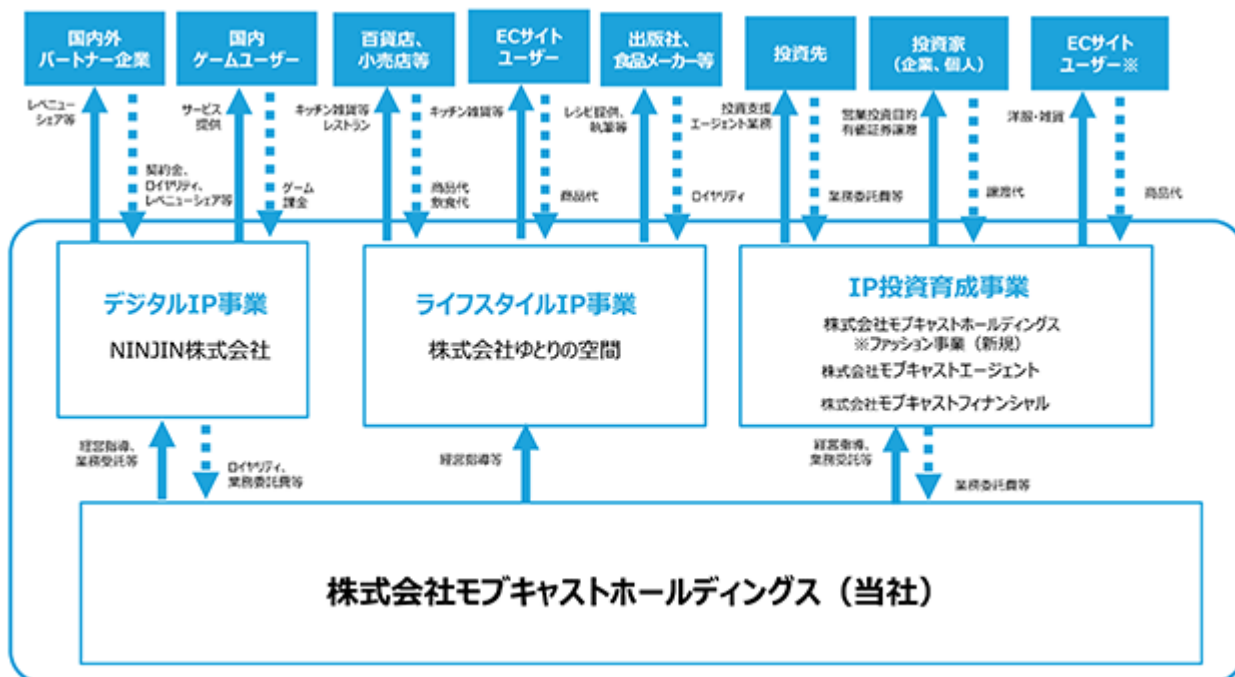 国内外
パートナー企業
国内
ゲームユーザー
百貨店、
小売店等
ECサイト
ユーザー
出版社、
食品メーカー等
投資先
投資家
（企業、個人）
ECサイト
ユーザー※
レベニュー
シェア等
契約金、
ロイヤリティ、
レベニューシェア等
サービス
提供
ゲーム
課金
キッチン雑貨等
レストラン
商品代
飲食代
キッチン雑貨等
商品代
レシピ提供、
執筆等
ロイヤリティ
投資支援
エージェント業務
業務委託費等
営業投資目的
有価証券譲渡
譲渡代
洋服・雑貨
商品代
デジタルIP事業
NINJIN株式会社
ライフスタイルIP事業
株式会社ゆとりの空間
IP投資育成事業
株式会社モブキャストホールディングス
※ファッション事業（新規）
株式会社モブキャストエージェント
株式会社モブキャストフィナンシャル
経営指導、
業務受託等
ロイヤリティ、
業務委託費等
経営指導等
経営指導、
業務受託等
業務委託費等
株式会社モブキャストホールディングス（当社）